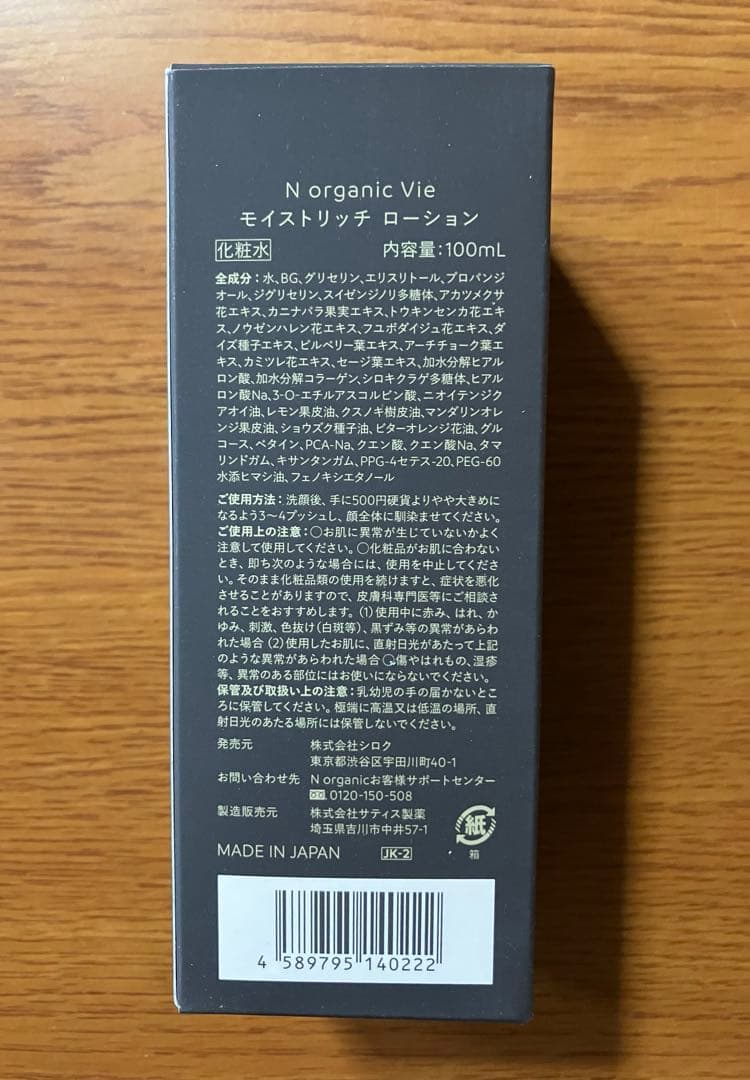 N organic Vie
モイストリッチ ローション
化粧水 内容量:100mL
全成分:水、BG、グリセリン、エリスリトール、プロパンジ
オール、ジグリセリン、スイゼンジノリ多糖体、アカツメクサ
花エキス、カニナバラ果実エキス、トウキンセンカ花エキ
ス、ノウゼンハレン花エキス、フユボダイジュ花エキス、ダ
イズ種子エキス、ビルベリー葉エキス、アーチチョーク葉エ
キス、カミツレ花エキス、セージ葉エキス、加水分解ヒアル
ロン酸、加水分解コラーゲン、シロキクラゲ多糖体、ヒアル
ロン酸Na、3-O-エチルアスコルビン酸、ニオイテンジク
アオイ油、レモン果皮油、クスノキ樹皮油、マンダリンオレ
ンジ果皮油、ショウズク種子油、ビターオレンジ花油、グル
コース、ベタイン、PCA-Na、クエン酸、クエン酸Na、タマ
リンドガム、キサンタンガム、PPG-4セテス-20、PEG-60
水添ヒマシ油、フェノキシエタノール
ご使用方法:洗顔後、手に500円硬貨よりやや大きめに
なるよう3〜4プッシュし、顔全体に馴染ませてください。
ご使用上の注意:○お肌に異常が生じていないかよく
注意して使用してください。○化粧品がお肌に合わない
とき、即ち次のような場合には、使用を中止してくださ
い。そのまま化粧品類の使用を続けますと、症状を悪化
させることがありますので、皮膚科専門医等にご相談さ
れることをおすすめします。(1)使用中に赤み、はれ、か
ゆみ、刺激、色抜け(白斑等)、黒ずみ等の異常があらわ
れた場合 (2)使用したお肌に、直射日光があたって上記
のような異常があらわれた場合 ○傷やはれもの、湿疹
等、異常のある部位にはお使いにならないでください。
保管及び取扱い上の注意:乳幼児の手の届かないとこ
ろに保管してください。極端に高温又は低温の場所、直
射日光のあたる場所には保管しないでください。
発売元 株式会社シロク
東京都渋谷区宇田川町40-1
お問い合わせ先 N organicお客様サポートセンター
0120-150-508
製造販売元 株式会社サティス製薬
埼玉県吉川市中井57-1
紙
箱
MADE IN JAPAN JK-2
4 589795 140222